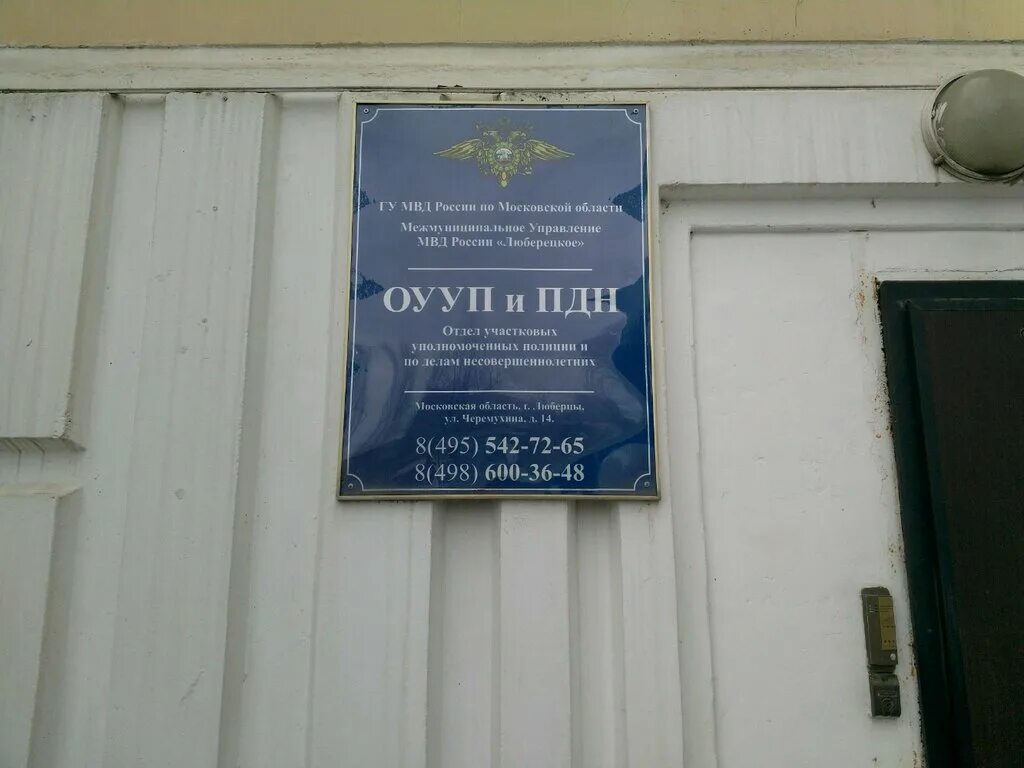 ГУ МВД России по Московской области
Межмуниципальное Управление
МВД России «Люберецкое»
ОУУП и ПДН
Отдел участковых
уполномоченных полиции и
по делам несовершеннолетних
Московская область, г. Люберцы,
ул. Черемухина, д. 14.
8(495) 542-72-65
8(498) 600-36-48